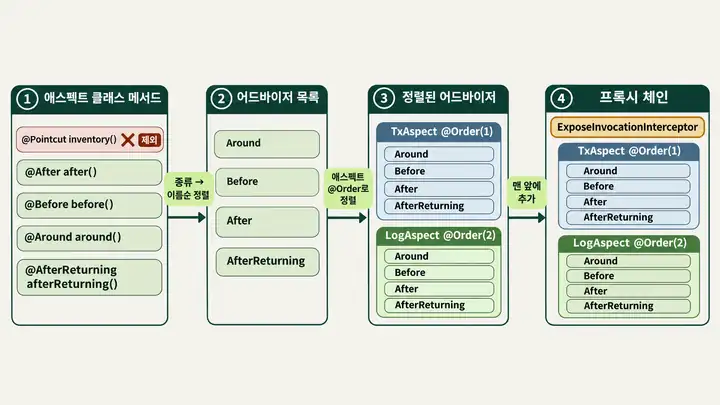 1 애스펙트 클래스 메서드
@Pointcut inventory() ❌ 제외
@After after()
@Before before()
@Around around()
@AfterReturning
afterReturning()
종류 →
이름순 정렬
2 어드바이저 목록
Around
Before
After
AfterReturning
애스펙트
@Order로
정렬
3 정렬된 어드바이저
TxAspect @Order(1)
Around
Before
After
AfterReturning
LogAspect @Order(2)
Around
Before
After
AfterReturning
맨 앞에
추가
4 프록시 체인
ExposeInvocationInterceptor
TxAspect @Order(1)
Around
Before
After
AfterReturning
LogAspect @Order(2)
Around
Before
After
AfterReturning